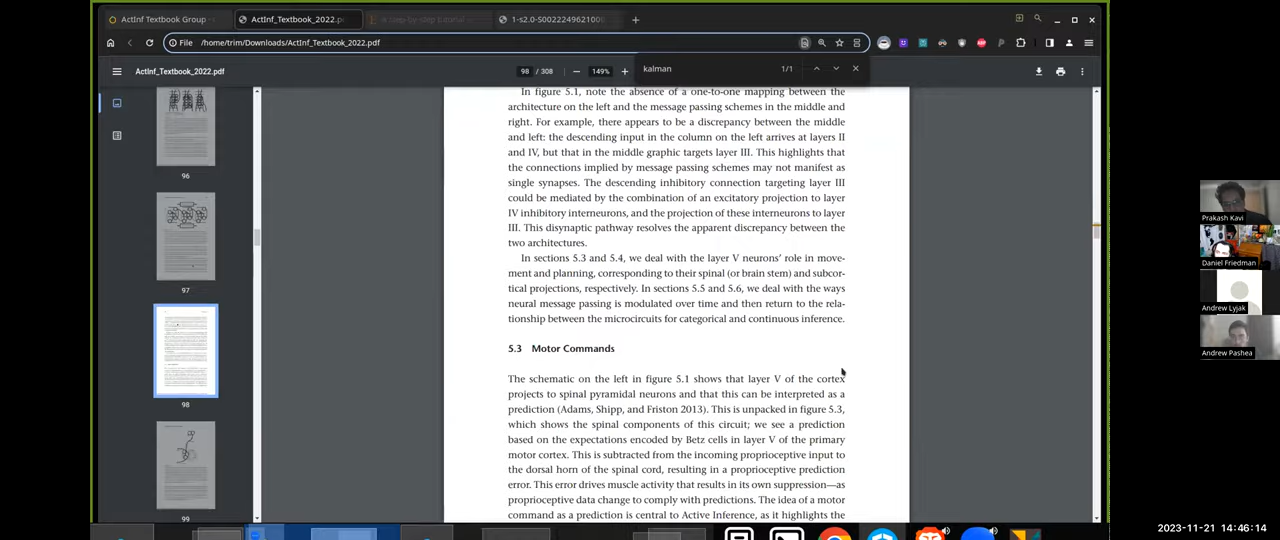 ActInf Textbook Group
ActInf_Textbook_2022.p
a Step-by-step tutorial
1-s2.0-S0022249621000
File
/home/trim/Downloads/ActInf_Textbook_2022.pdf
kalman
1/1
ActInf_Textbook_2022.pdf
98 / 308
149%
In figure 5.1, note the absence of a one-to-one mapping between the
architecture on the left and the message passing schemes in the middle and
right. For example, there appears to be a discrepancy between the middle
and left: the descending input in the column on the left arrives at layers II
and IV, but that in the middle graphic targets layer III. This highlights that
the connections implied by message passing schemes may not manifest as
single synapses. The descending inhibitory connection targeting layer III
could be mediated by the combination of an excitatory projection to layer
IV inhibitory interneurons, and the projection of these interneurons to layer
III. This disynaptic pathway resolves the apparent discrepancy between the
two architectures.
In sections 5.3 and 5.4, we deal with the layer V neurons' role in move-
ment and planning, corresponding to their spinal (or brain stem) and subcor-
tical projections, respectively. In sections 5.5 and 5.6, we deal with the ways
neural message passing is modulated over time and then return to the rela-
tionship between the microcircuits for categorical and continuous inference.
5.3 Motor Commands
The schematic on the left in figure 5.1 shows that layer V of the cortex
projects to spinal pyramidal neurons and that this can be interpreted as a
prediction (Adams, Shipp, and Friston 2013). This is unpacked in figure 5.3,
which shows the spinal components of this circuit; we see a prediction
based on the expectations encoded by Betz cells in layer V of the primary
motor cortex. This is subtracted from the incoming proprioceptive input to
the dorsal horn of the spinal cord, resulting in a proprioceptive prediction
error. This error drives muscle activity that results in its own suppression—as
proprioceptive data change to comply with predictions. The idea of a motor
command as a prediction is central to Active Inference, as it highlights the
96
97
98
99
Prakash Kavi
Daniel Friedman
Andrew Lyjak
Andrew Pashea
2023-11-21 14:46:14